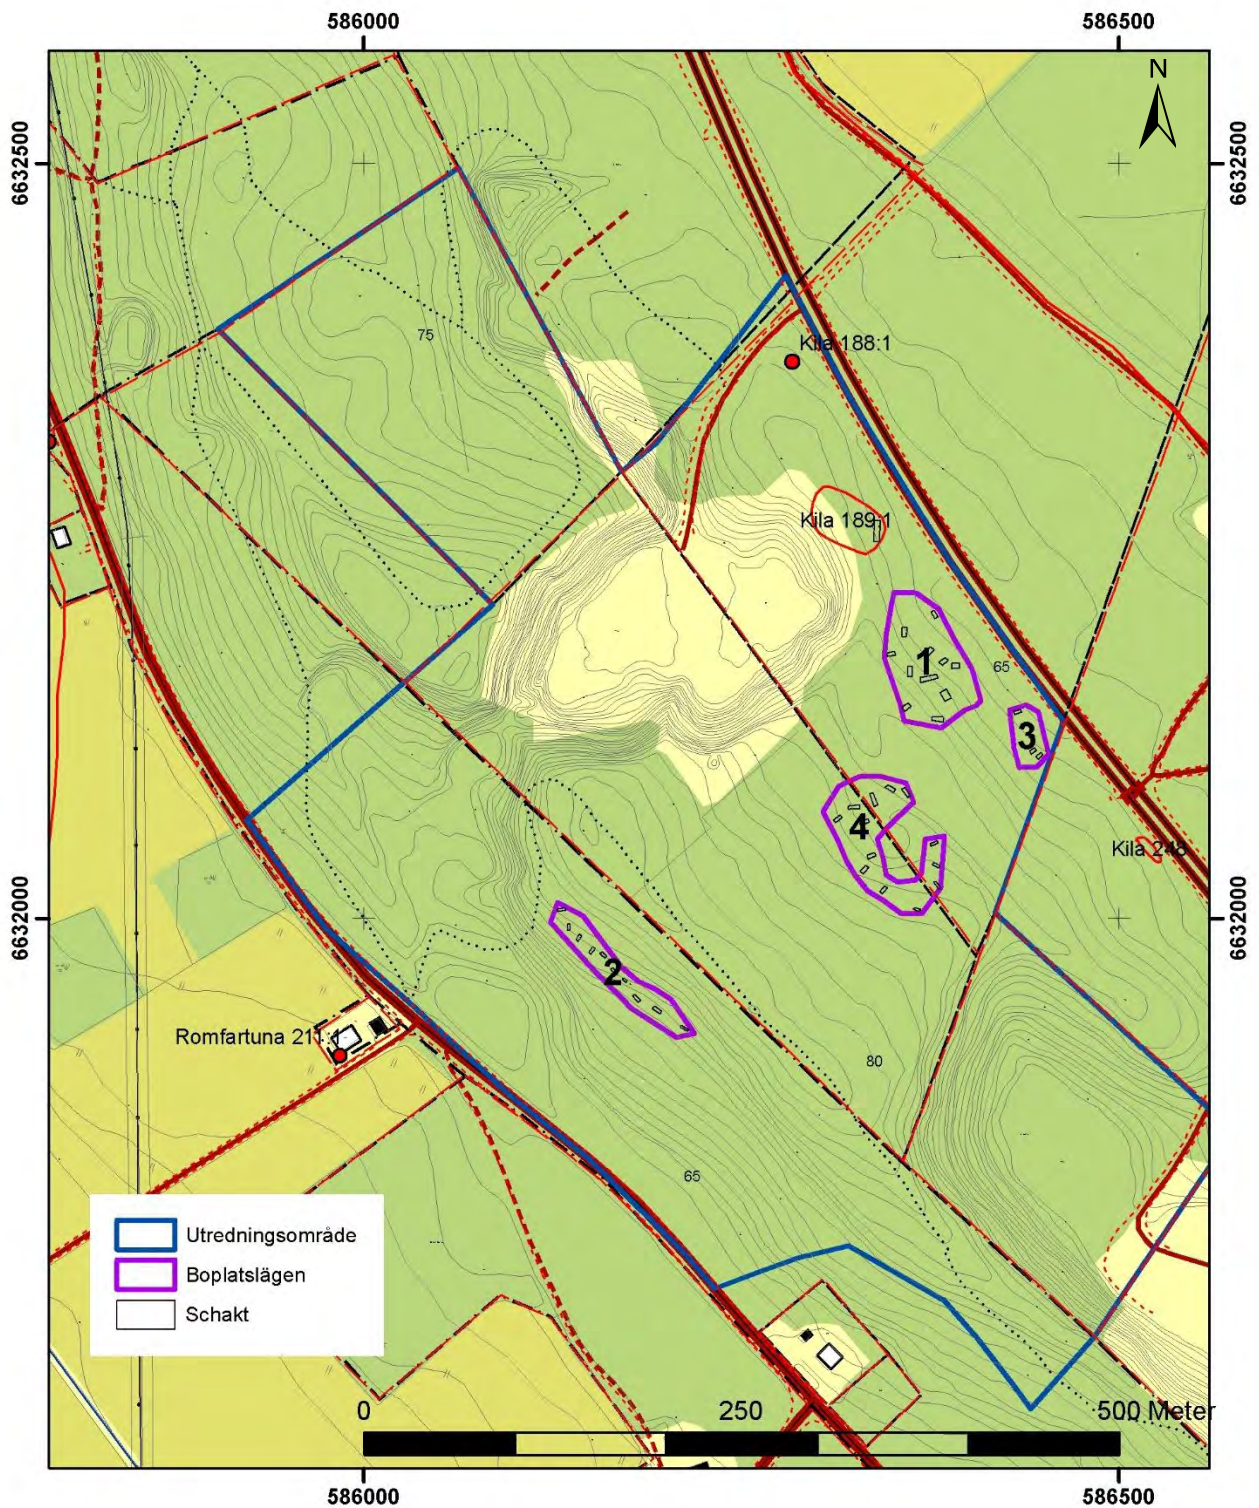 586000
586500
N
6632500
6632500
75
Kila 188:1
Kila 189:1
1
65
3
4
Kila 248
6632000
6632000
2
Romfartuna 211:1
80
65
Utredningsområde
Boplatslägen
Schakt
0
250
500 Meter
586000
586500